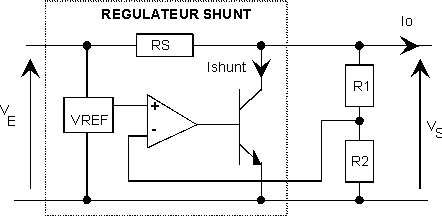 REGULATEUR SHUNT
Io
RS
Ishunt
R1
VE
VREF
+
-
VS
R2